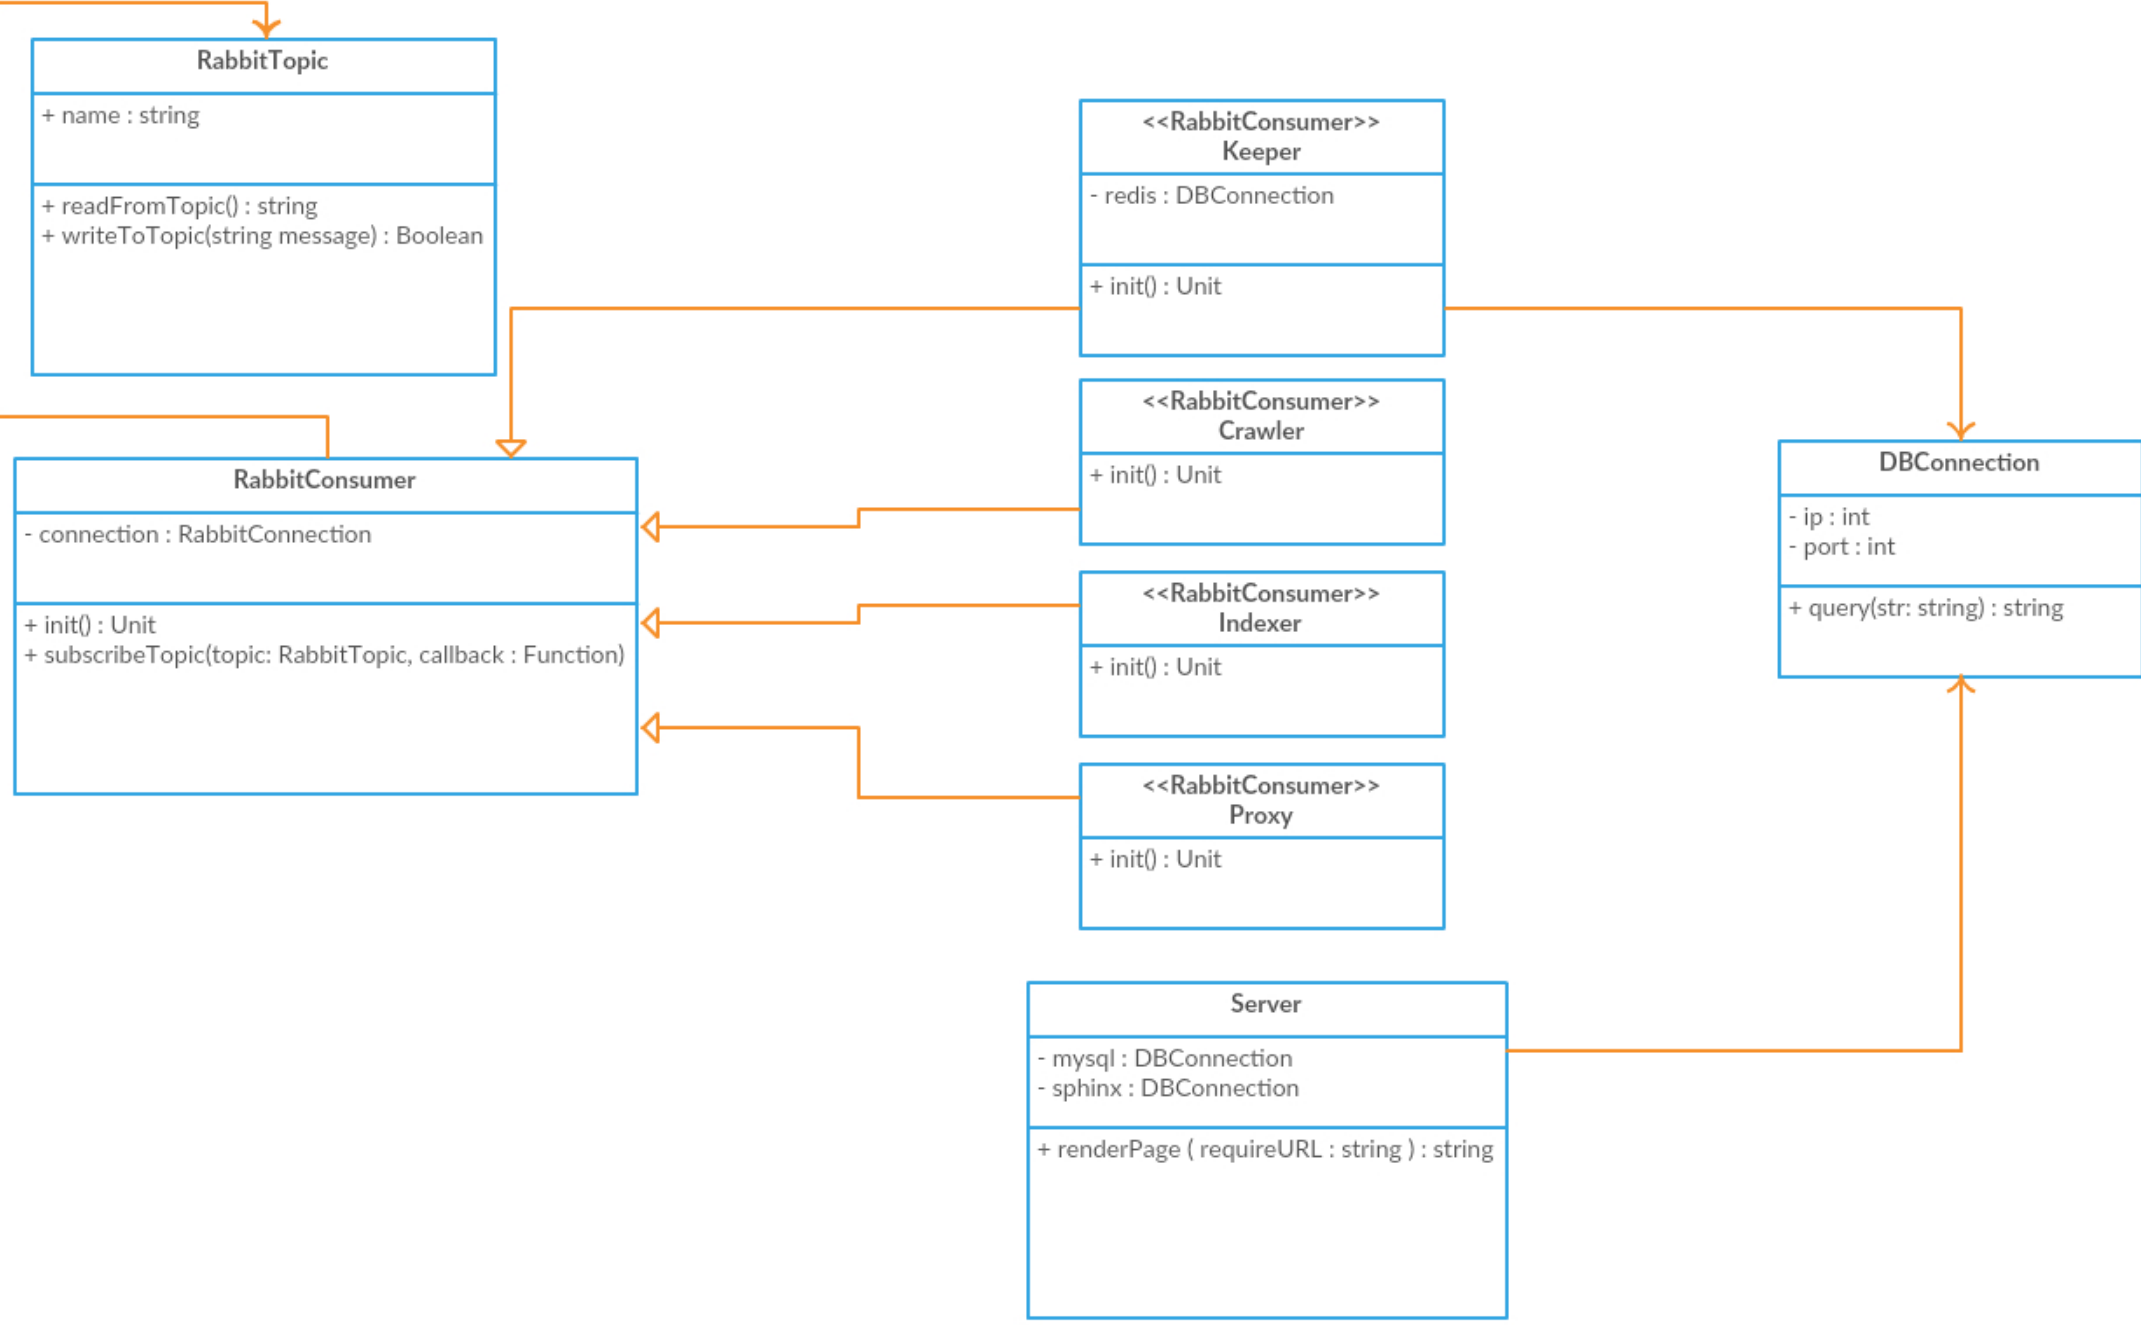 RabbitTopic
+ name : string
+ readFromTopic() : string
+ writeToTopic(string message) : Boolean
RabbitConsumer
- connection : RabbitConnection
+ init() : Unit
+ subscribeTopic(topic: RabbitTopic, callback : Function)
<<RabbitConsumer>>
Keeper
- redis : DBConnection
+ init() : Unit
<<RabbitConsumer>>
Crawler
+ init() : Unit
<<RabbitConsumer>>
Indexer
+ init() : Unit
<<RabbitConsumer>>
Proxy
+ init() : Unit
Server
- mysql : DBConnection
- sphinx : DBConnection
+ renderPage ( requireURL : string ) : string
DBConnection
- ip : int
- port : int
+ query(str: string) : string